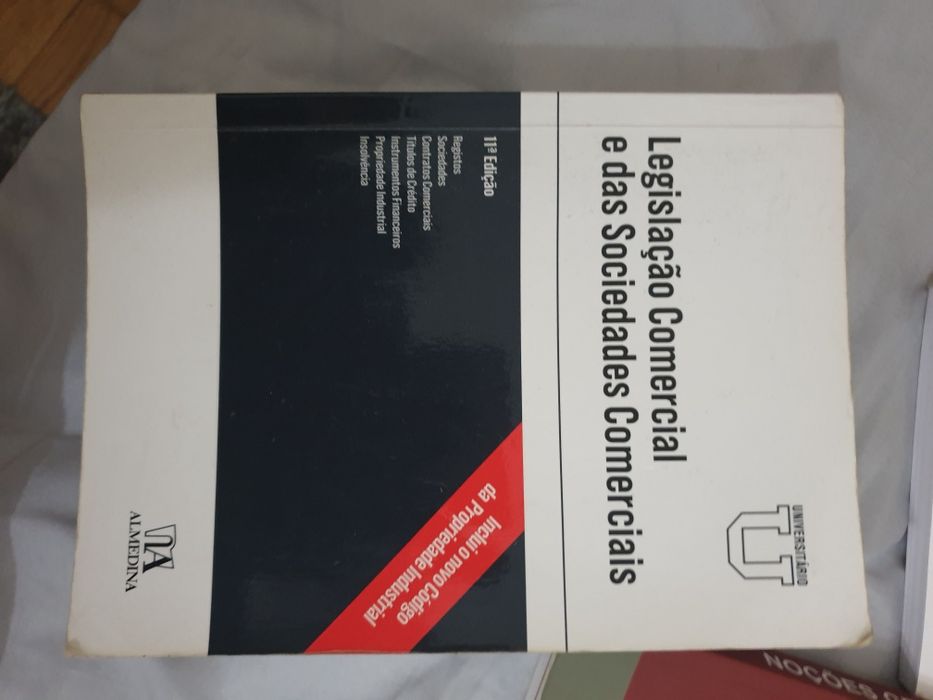 UNIVERSITÁRIO
U
Legislação Comercial
e das Sociedades Comerciais
11ª Edição
Registos
Sociedades
Contratos Comerciais
Títulos de Crédito
Instrumentos Financeiros
Propriedade Industrial
Insolvência
Inclui o novo Código
da Propriedade Industrial
ALMEDINA
NOÇÕES